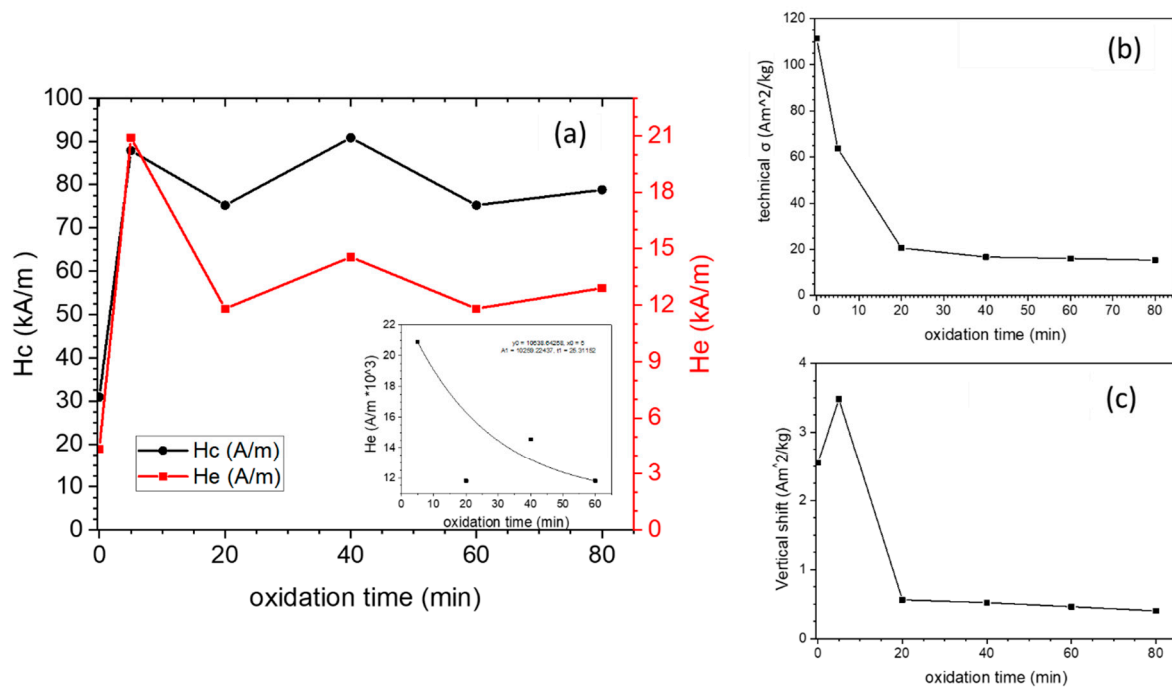 (a)
100
90
80
70
60
50
40
30
20
10
0
Hc (kA/m )
21
18
15
12
9
6
3
0
He (kA/m)
Hc (A/m)
He (A/m)
0 20 40 60 80
oxidation time (min)
22
20
18
16
14
12
He (A/m *10^3)
0 10 20 30 40 50 60
oxidation time (min)
(b)
120
100
80
60
40
20
0
technical σ (Am^2/kg)
0 10 20 30 40 50 60 70 80
oxidation time (min)
(c)
4
3
2
1
0
Vertical shift (Am^2/kg)
0 20 40 60 80
oxidation time (min)